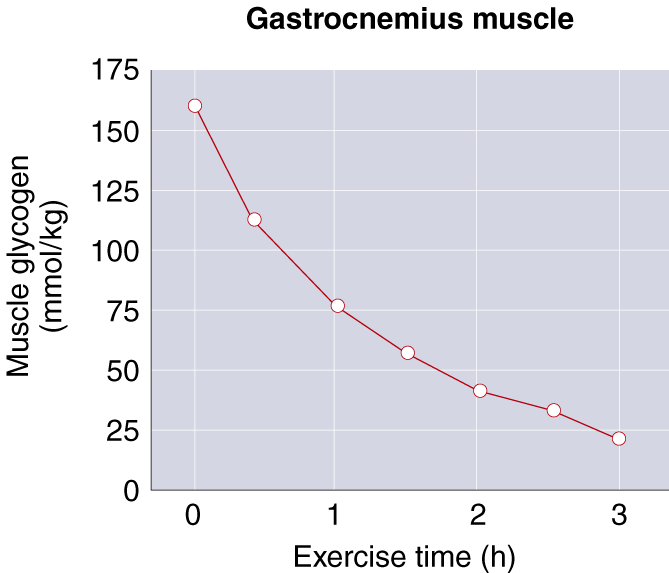 Gastrocnemius muscle
175
150
125
100
75
50
25
0
Muscle glycogen
(mmol/kg)
0 1 2 3
Exercise time (h)